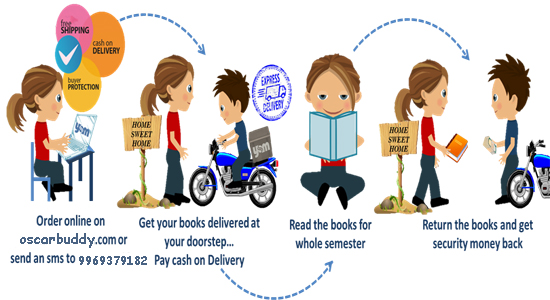 free
SHIPPING
cash on
DELIVERY
buyer
PROTECTION
Order online on
oscarbuddy.com or
send an sms to 9969379182
HOME
SWEET
HOME
EXPRESS
DELIVERY
Get your books delivered at
your doorstep...
Pay cash on Delivery
Read the books for
whole semester
HOME
SWEET
HOME
Return the books and get
security money back